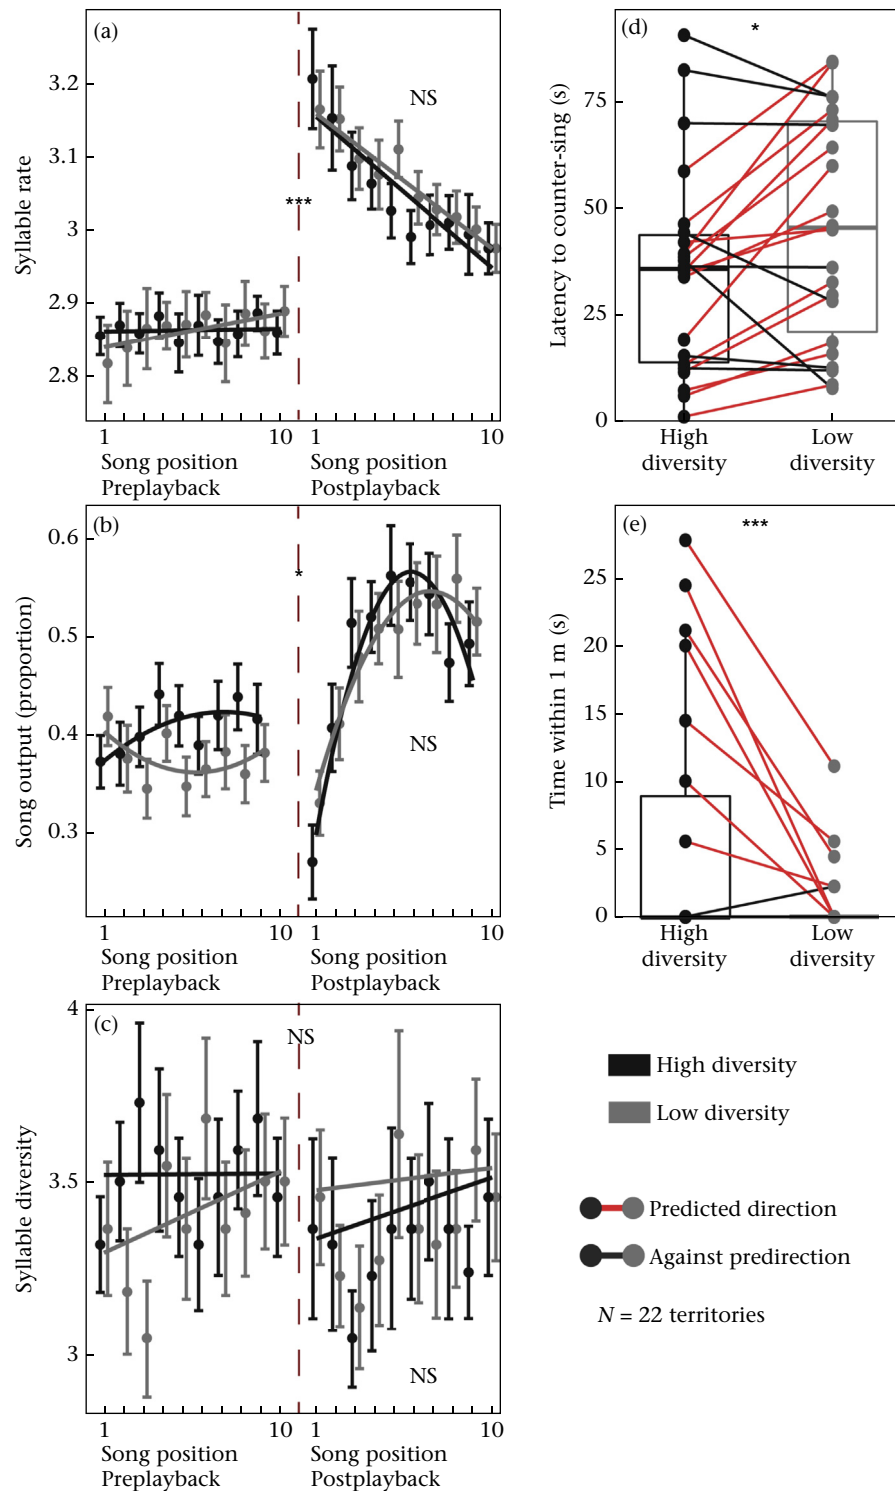 (a)
Syllable rate
3.2
3.1
3
2.9
2.8
NS
***
1 10 1 10
Song position Song position
Preplayback Postplayback
(d)
*
Latency to counter-sing (s)
75
50
25
0
High Low
diversity diversity
(b)
Song output (proportion)
0.6
0.5
0.4
0.3
*
NS
1 10 1 10
Song position Song position
Preplayback Postplayback
(e)
***
Time within 1 m (s)
25
20
15
10
5
0
High Low
diversity diversity
(c)
Syllable diversity
4
3.5
3
NS
NS
1 10 1 10
Song position Song position
Preplayback Postplayback
High diversity
Low diversity
Predicted direction
Against predirection
N = 22 territories